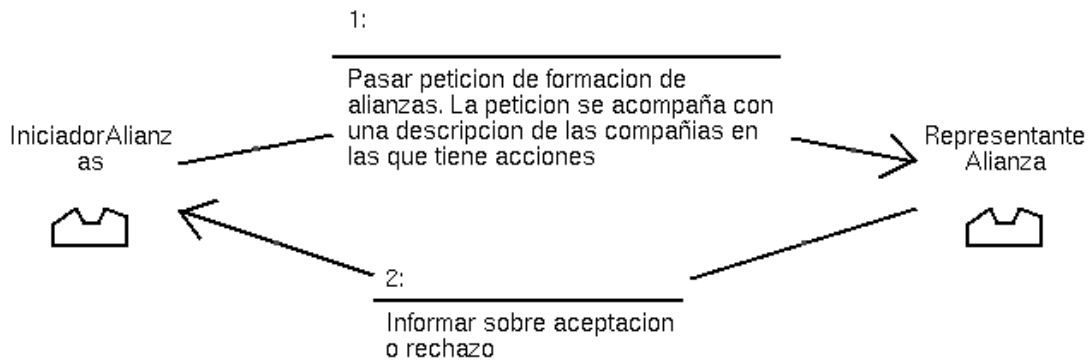 1:
Pasar peticion de formacion de
alianzas. La peticion se acompaña con
una descripcion de las compañias en
las que tiene acciones
IniciadorAlianz
as
Representante
Alianza
2:
Informar sobre aceptacion
o rechazo